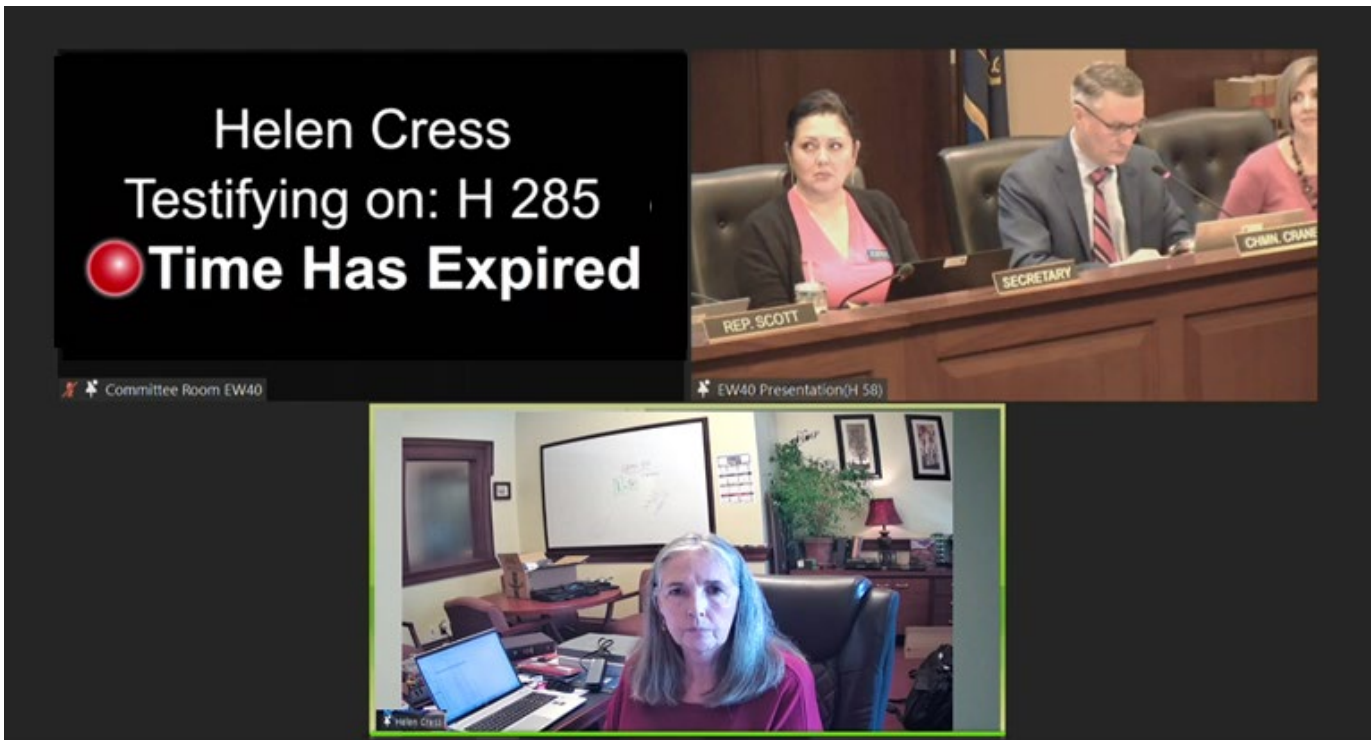 Helen Cress
Testifying on: H 285
Time Has Expired
Committee Room EW40
REP. SCOTT
SECRETARY
CHMN. CRANE
EW40 Presentation(H 58)
Helen Cress